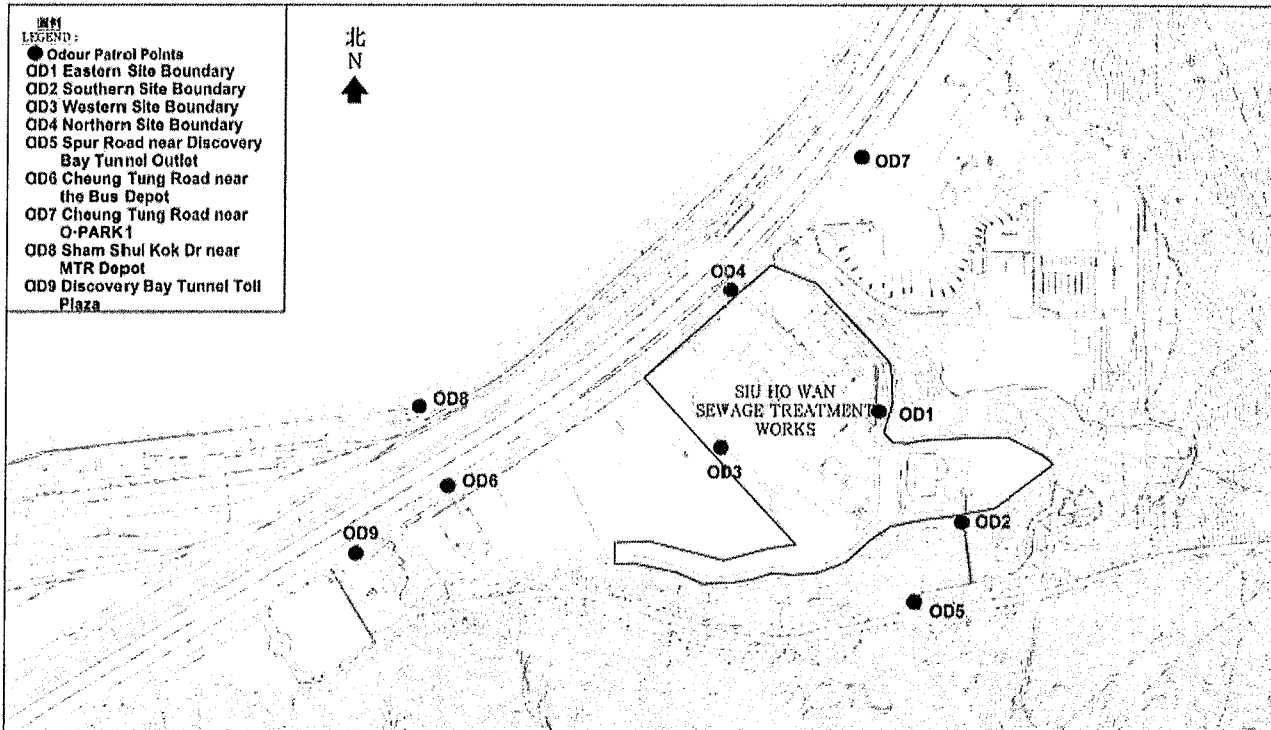 圖例
LEGEND :
Odour Patrol Points
OD1 Eastern Site Boundary
OD2 Southern Site Boundary
OD3 Western Site Boundary
OD4 Northern Site Boundary
OD5 Spur Road near Discovery
Bay Tunnel Outlet
OD6 Cheung Tung Road near
the Bus Depot
OD7 Cheung Tung Road near
O·PARK1
OD8 Sham Shui Kok Dr near
MTR Depot
OD9 Discovery Bay Tunnel Toll
Plaza
北
N
OD7
OD4
OD8
SIU HO WAN
SEWAGE TREATMENT
WORKS
OD1
OD3
OD6
OD2
OD9
OD5